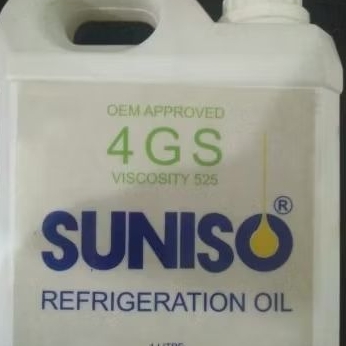 OEM APPROVED
4GS
VISCOSITY 525
SUNISO®
REFRIGERATION OIL